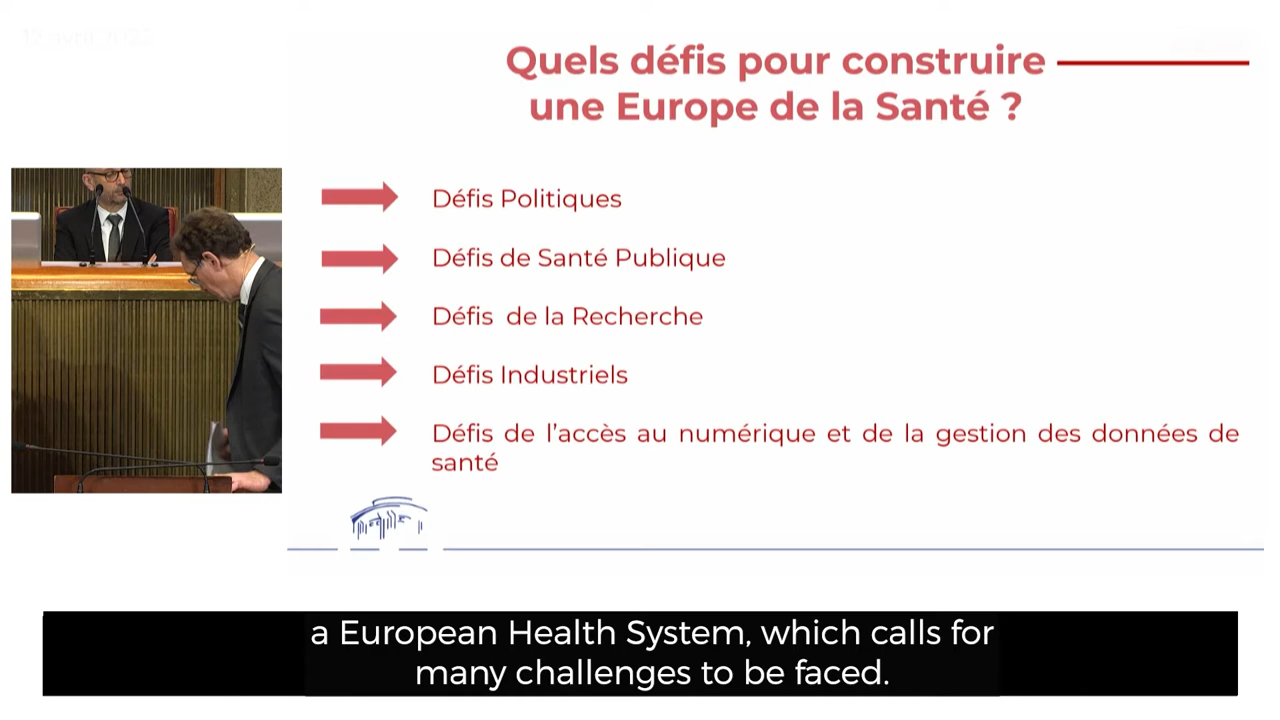 Quels défis pour construire
une Europe de la Santé ?
Défis Politiques
Défis de Santé Publique
Défis de la Recherche
Défis Industriels
Défis de l’accès au numérique et de la gestion des données de
santé
a European Health System, which calls for
many challenges to be faced.